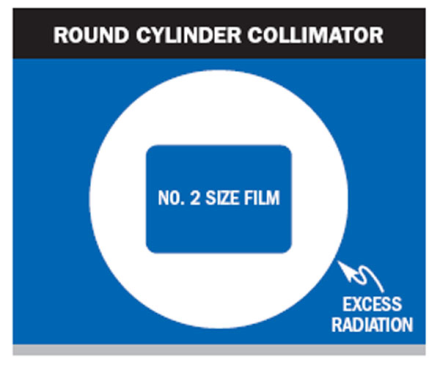 ROUND CYLINDER COLLIMATOR
NO. 2 SIZE FILM
EXCESS
RADIATION